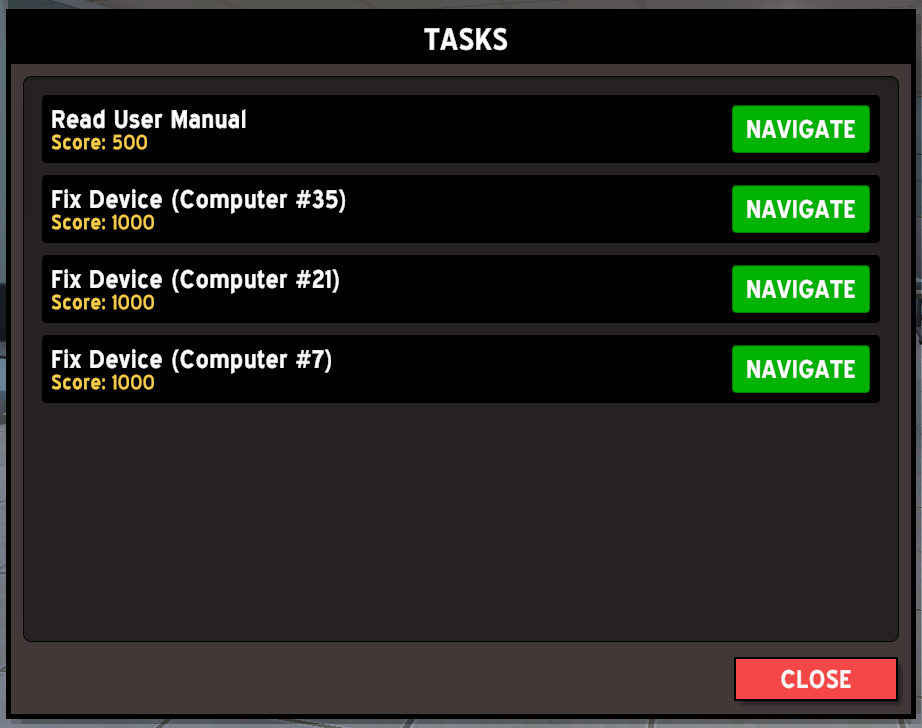 TASKS
Read User Manual
Score: 500
NAVIGATE
Fix Device (Computer #35)
Score: 1000
NAVIGATE
Fix Device (Computer #21)
Score: 1000
NAVIGATE
Fix Device (Computer #7)
Score: 1000
NAVIGATE
CLOSE